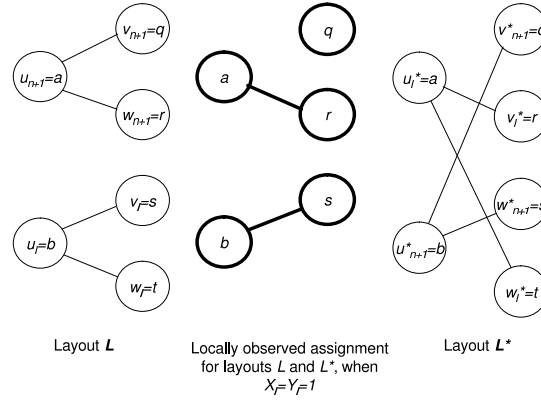 v_{n+1}=q
u_{n+1}=a
w_{n+1}=r
v_l=s
u_l=b
w_l=t
Layout L
q
a
r
s
b
Locally observed assignment
for layouts L and L*, when
X_l=Y_l=1
v*_{n+1}=q
u_l*=a
v_l*=r
w*_{n+1}=s
u*_{n+1}=b
w_l*=t
Layout L*